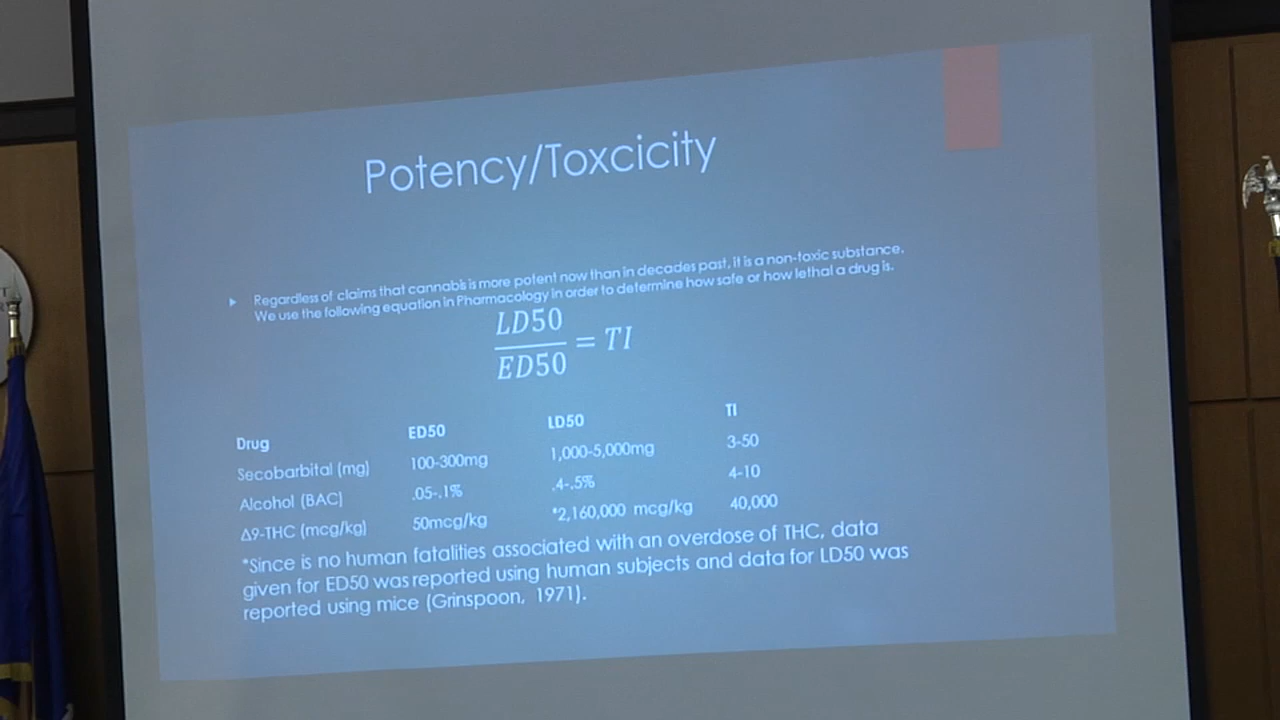 Potency/Toxcicity
Regardless of claims that cannabis is more potent now than in decades past, it is a non-toxic substance.
We use the following equation in Pharmacology in order to determine how safe or how lethal a drug is.
LD50
ED50
= TI
Drug ED50 LD50 TI
Secobarbital (mg) 100-300mg 1,000-5,000mg 3-50
Alcohol (BAC) .05-.1% .4-.5% 4-10
Δ9-THC (mcg/kg) 50mcg/kg *2,160,000 mcg/kg 40,000
*Since is no human fatalities associated with an overdose of THC, data
given for ED50 was reported using human subjects and data for LD50 was
reported using mice (Grinspoon, 1971).